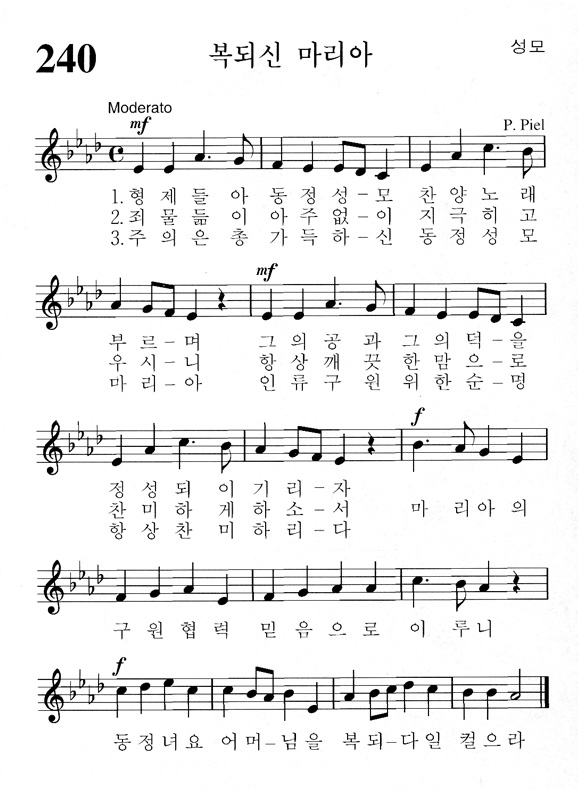 240
복되신 마리아
성모
Moderato
mf
P. Piel
1. 형 제 들 아 동 정 성 - 모 찬 양 노 래
2. 죄 물 듦 이 아 주 없 - 이 지 극 히 고
3. 주 의 은 총 가 득 하 - 신 동 정 성 모
mf
부 르 - 며 그 의 공 과 그 의 덕 - 을
우 시 - 니 항 상 깨 끗 한 맘 으 - 로
마 리 - 아 인 류 구 원 위 한 순 - 명
f
정 성 되 이 기 리 - 자
찬 미 하 게 하 소 - 서 마 리 아 의
항 상 찬 미 하 리 - 다
구 원 협 력 믿 음 으 로 이 루 니
f
동 정 녀 요 어 머 - 님 을 복 되 - 다 일 컬 으 라